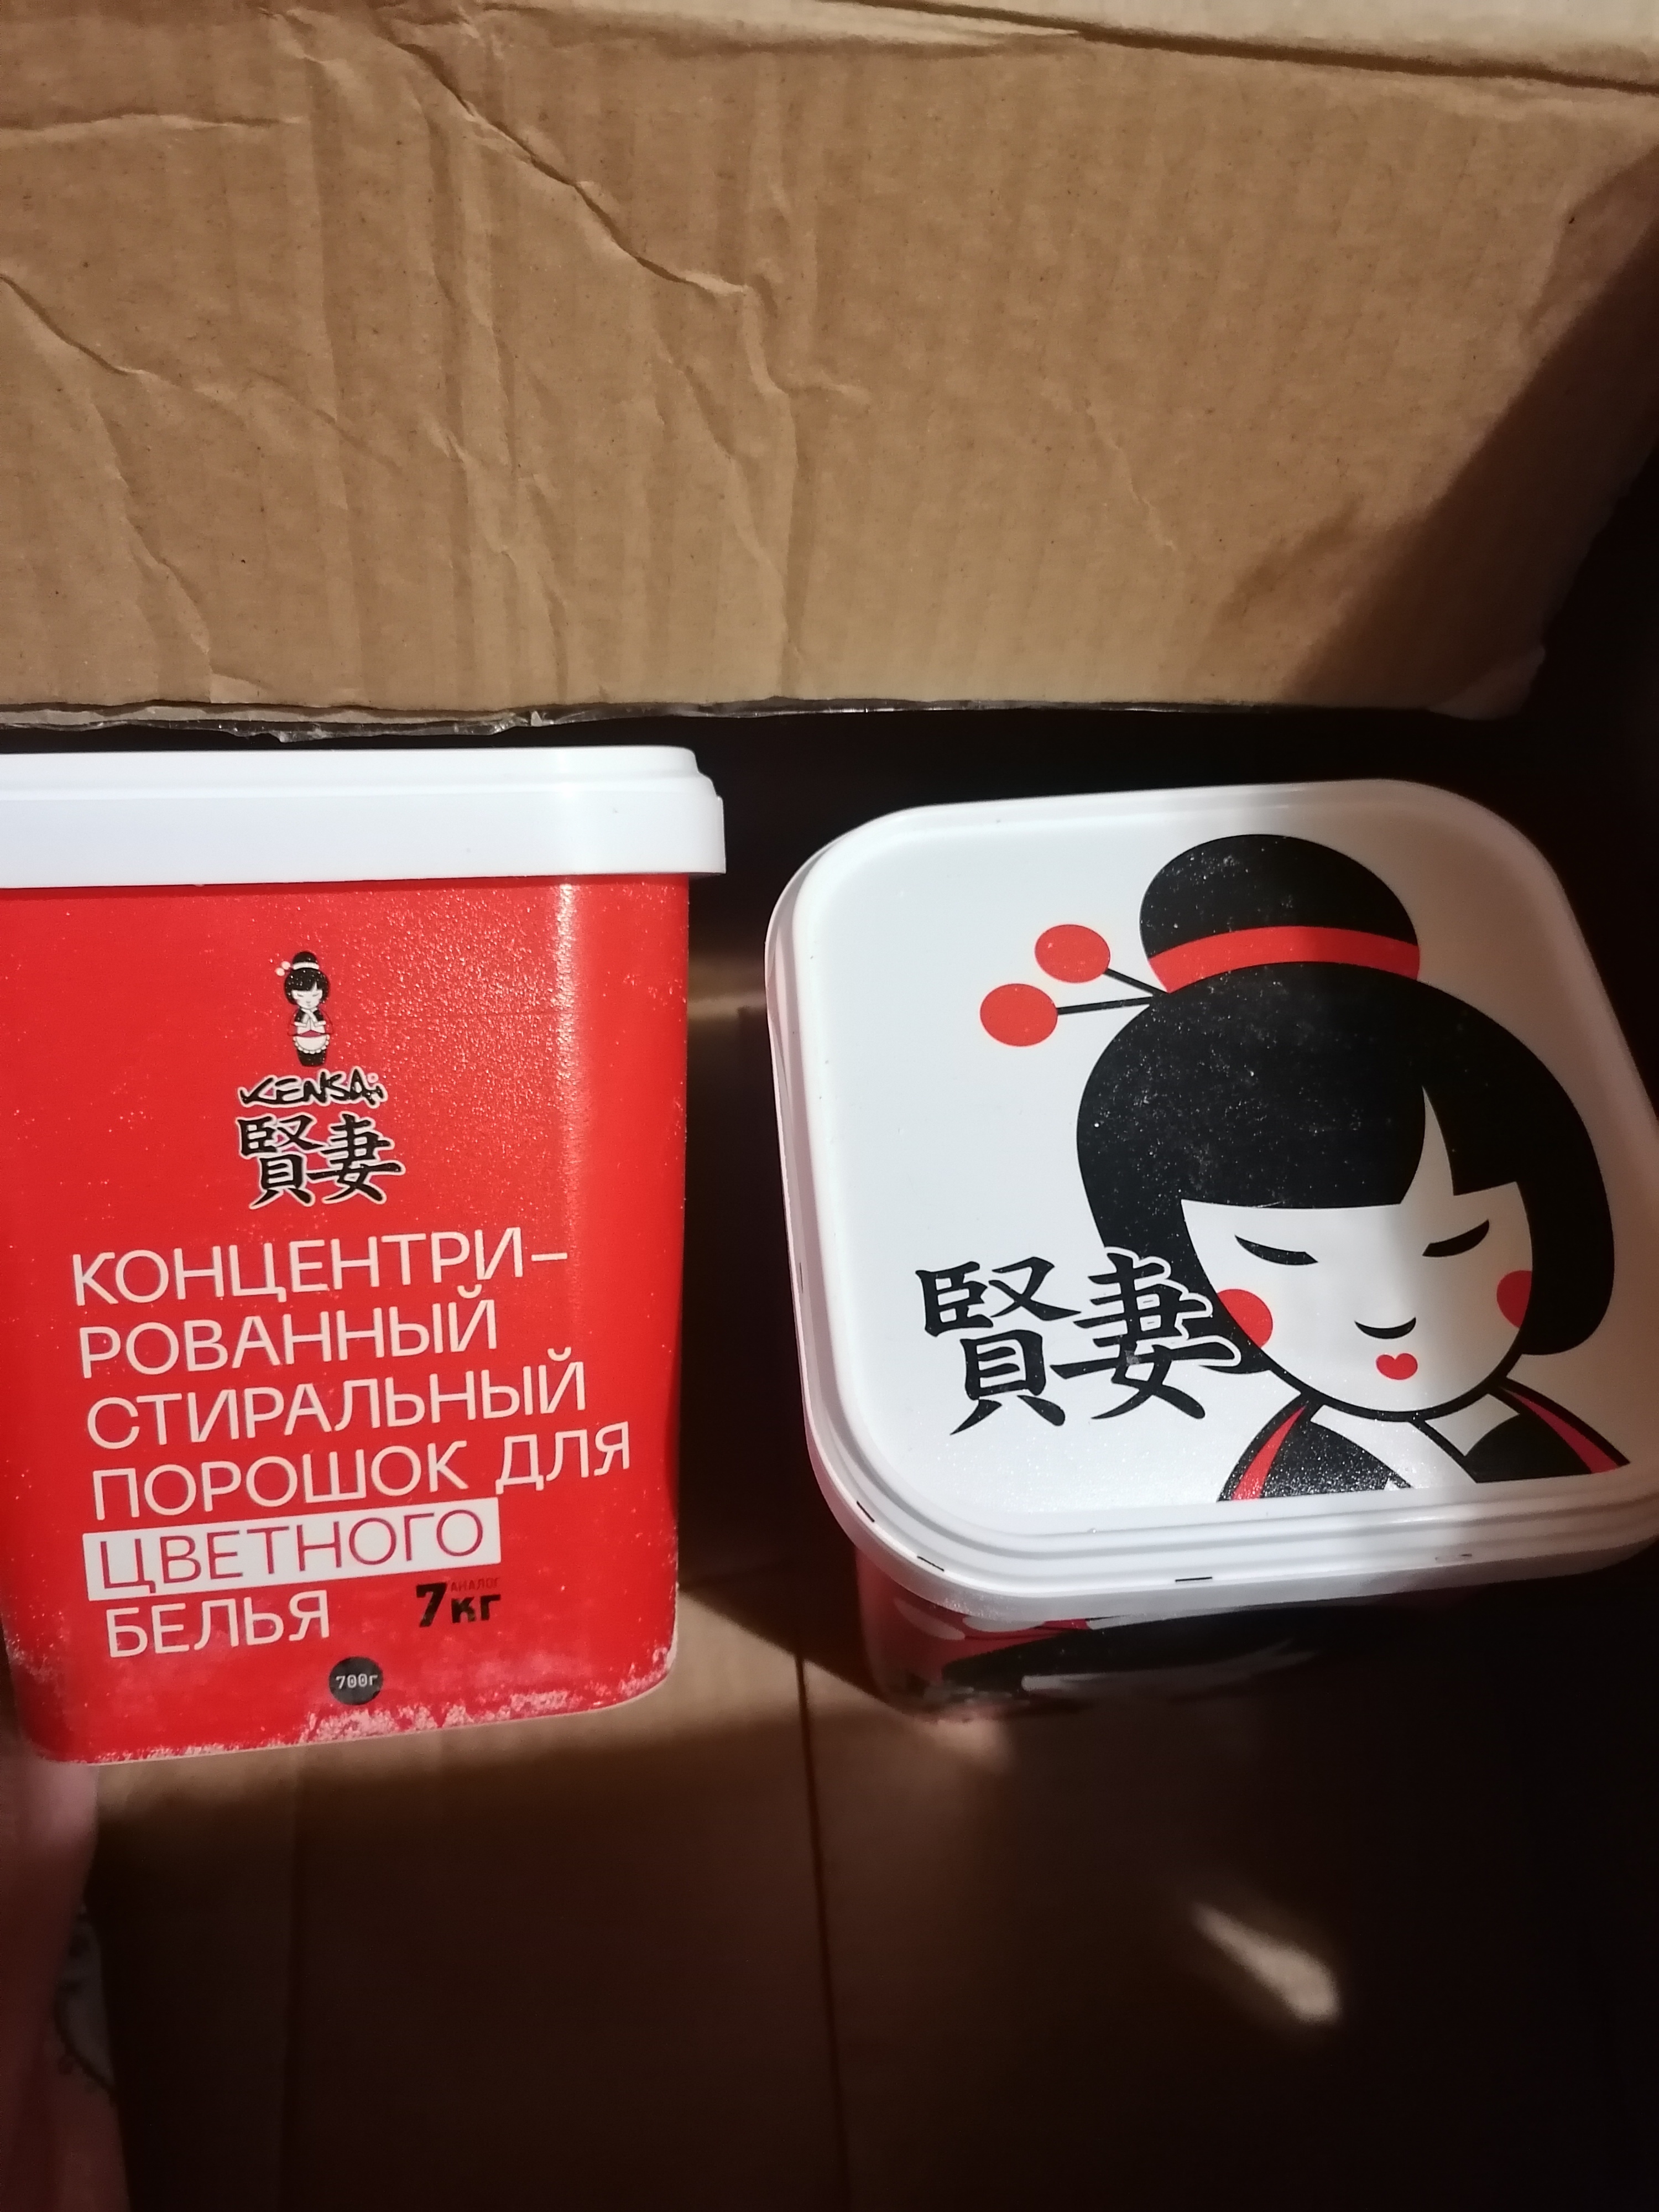 KENSAi
賢妻
КОНЦЕНТРИ–
РОВАННЫЙ
СТИРАЛЬНЫЙ
ПОРОШОК ДЛЯ
ЦВЕТНОГО
БЕЛЬЯ
АНАЛОГ
7кг
700г
賢妻